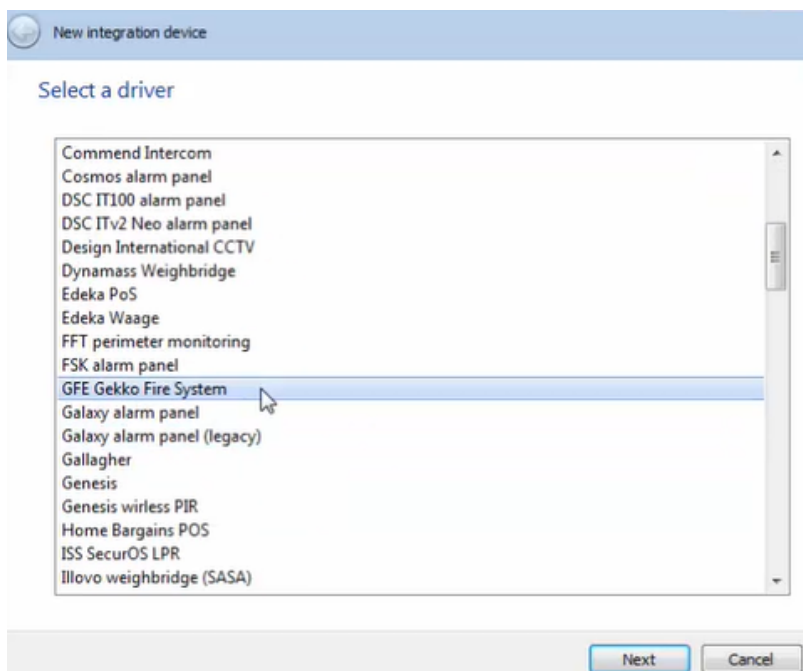 New integration device
Select a driver
Commend Intercom
Cosmos alarm panel
DSC IT100 alarm panel
DSC ITv2 Neo alarm panel
Design International CCTV
Dynamass Weighbridge
Edeka PoS
Edeka Waage
FFT perimeter monitoring
FSK alarm panel
GFE Gekko Fire System
Galaxy alarm panel
Galaxy alarm panel (legacy)
Gallagher
Genesis
Genesis wirless PIR
Home Bargains POS
ISS SecurOS LPR
Illovo weighbridge (SASA)
Next Cancel